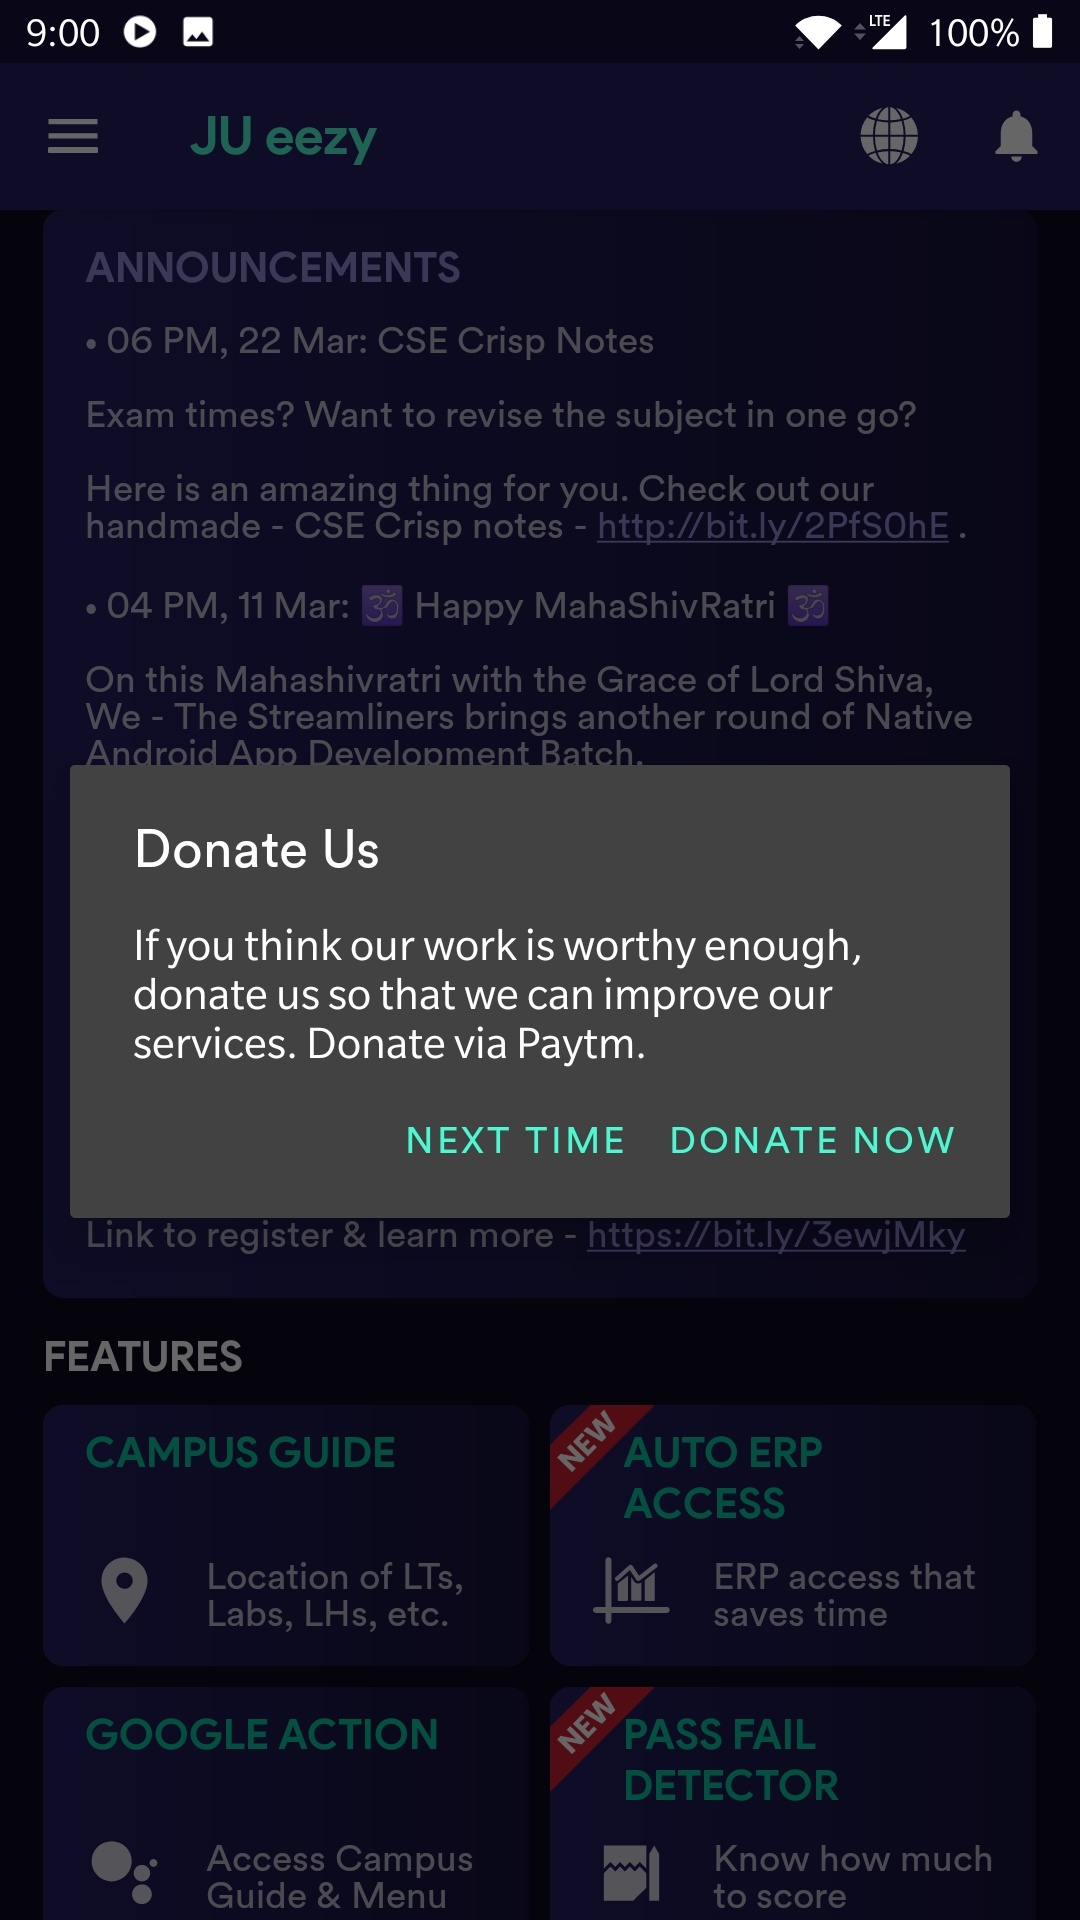 9:00
LTE
100%
JU eezy
ANNOUNCEMENTS
• 06 PM, 22 Mar: CSE Crisp Notes
Exam times? Want to revise the subject in one go?
Here is an amazing thing for you. Check out our
handmade - CSE Crisp notes - http://bit.ly/2PfS0hE .
• 04 PM, 11 Mar: 🕉 Happy MahaShivRatri 🕉
On this Mahashivratri with the Grace of Lord Shiva,
We - The Streamliners brings another round of Native
Android App Development Batch.
Donate Us
If you think our work is worthy enough,
donate us so that we can improve our
services. Donate via Paytm.
NEXT TIME DONATE NOW
Link to register & learn more - https://bit.ly/3ewjMky
FEATURES
CAMPUS GUIDE
Location of LTs,
Labs, LHs, etc.
NEW
AUTO ERP
ACCESS
ERP access that
saves time
GOOGLE ACTION
Access Campus
Guide & Menu
NEW
PASS FAIL
DETECTOR
Know how much
to score